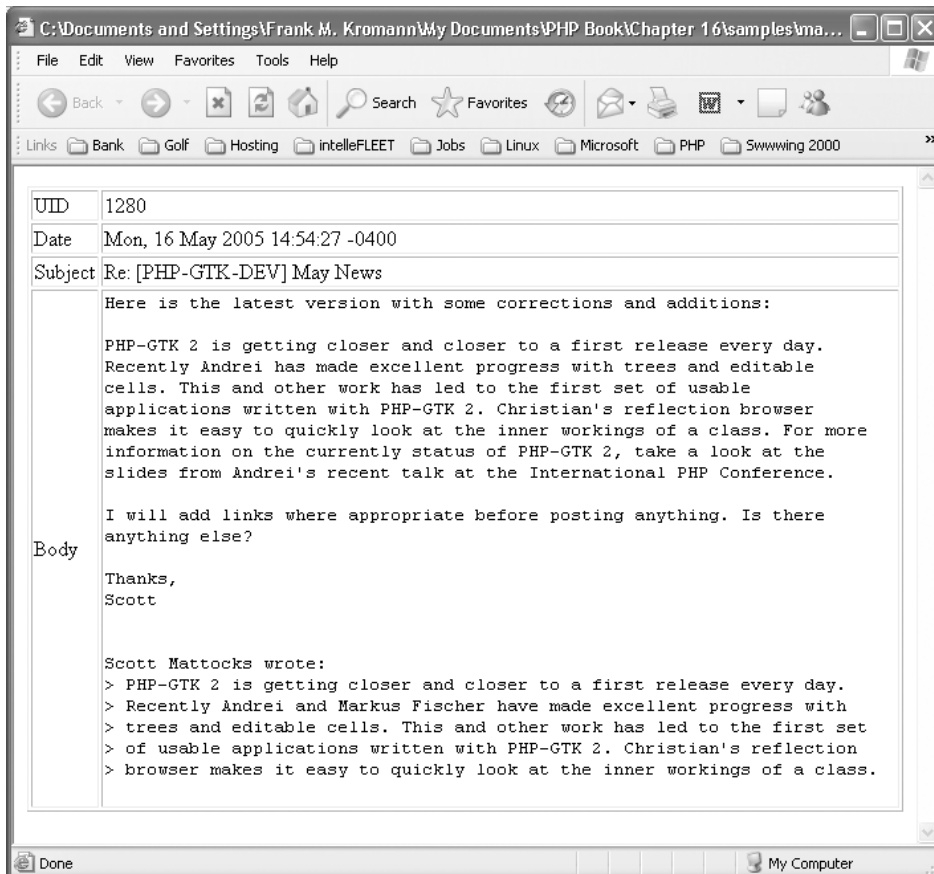 C:\Documents and Settings\Frank M. Kromann\My Documents\PHP Book\Chapter 16\samples\ma...
File Edit View Favorites Tools Help
Back Search Favorites
Links Bank Golf Hosting intelleFLEET Jobs Linux Microsoft PHP Swwwing 2000 »
UID 1280
Date Mon, 16 May 2005 14:54:27 -0400
Subject Re: [PHP-GTK-DEV] May News
Here is the latest version with some corrections and additions:
PHP-GTK 2 is getting closer and closer to a first release every day.
Recently Andrei has made excellent progress with trees and editable
cells. This and other work has led to the first set of usable
applications written with PHP-GTK 2. Christian's reflection browser
makes it easy to quickly look at the inner workings of a class. For more
information on the currently status of PHP-GTK 2, take a look at the
slides from Andrei's recent talk at the International PHP Conference.
I will add links where appropriate before posting anything. Is there
anything else?
Body
Thanks,
Scott
Scott Mattocks wrote:
> PHP-GTK 2 is getting closer and closer to a first release every day.
> Recently Andrei and Markus Fischer have made excellent progress with
> trees and editable cells. This and other work has led to the first set
> of usable applications written with PHP-GTK 2. Christian's reflection
> browser makes it easy to quickly look at the inner workings of a class.
Done My Computer